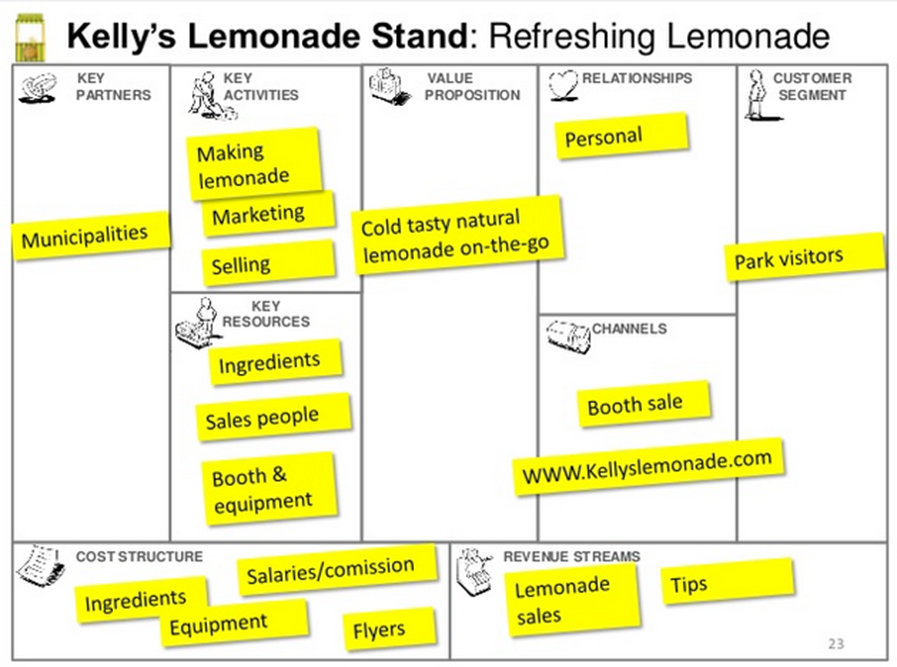 Kelly's Lemonade Stand: Refreshing Lemonade
KEY
PARTNERS
Municipalities
KEY
ACTIVITIES
Making
lemonade
Marketing
Selling
KEY
RESOURCES
Ingredients
Sales people
Booth &
equipment
VALUE
PROPOSITION
Cold tasty natural
lemonade on-the-go
RELATIONSHIPS
Personal
CHANNELS
Booth sale
WWW.Kellyslemonade.com
CUSTOMER
SEGMENT
Park visitors
COST STRUCTURE
Salaries/comission
Ingredients
Equipment
Flyers
REVENUE STREAMS
Lemonade
sales
Tips
23